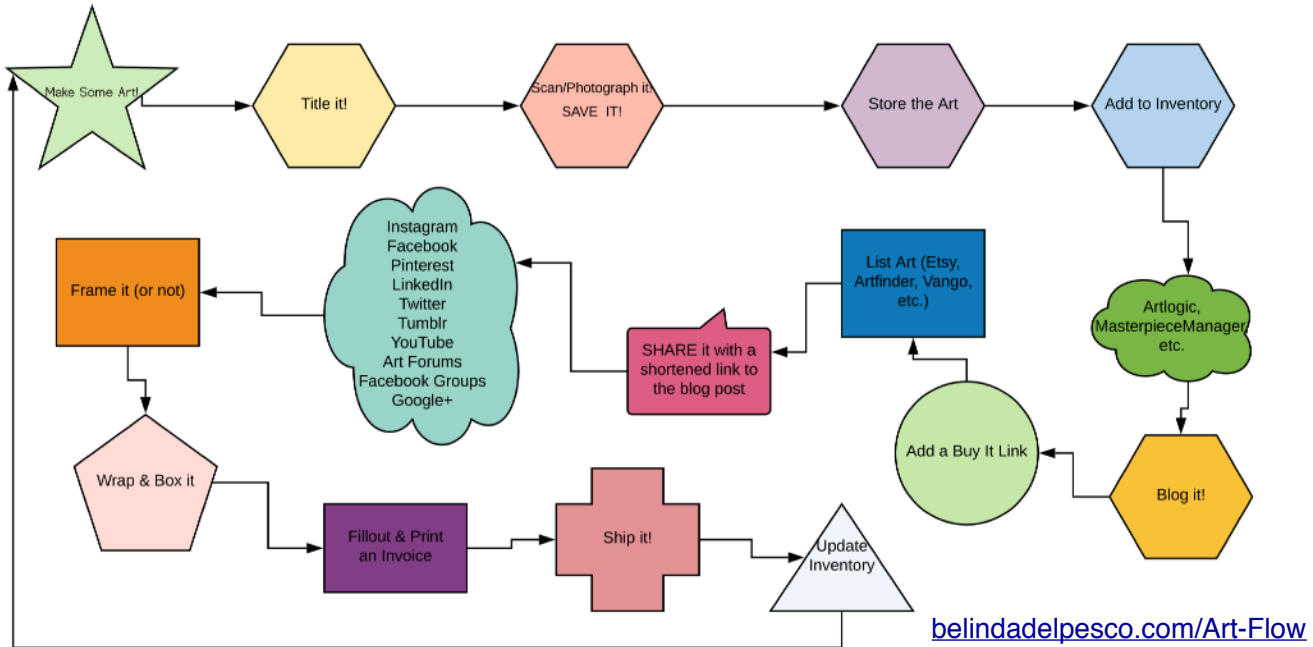 Make Some Art!
Title it!
Scan/Photograph it!
SAVE IT!
Store the Art
Add to Inventory
Artlogic,
MasterpieceManager,
etc.
Blog it!
Add a Buy It Link
List Art (Etsy,
Artfinder, Vango,
etc.)
SHARE it with a
shortened link to
the blog post
Instagram
Facebook
Pinterest
LinkedIn
Twitter
Tumblr
YouTube
Art Forums
Facebook Groups
Google+
Frame it (or not)
Wrap & Box it
Fillout & Print
an Invoice
Ship it!
Update
Inventory
belindadelpesco.com/Art-Flow